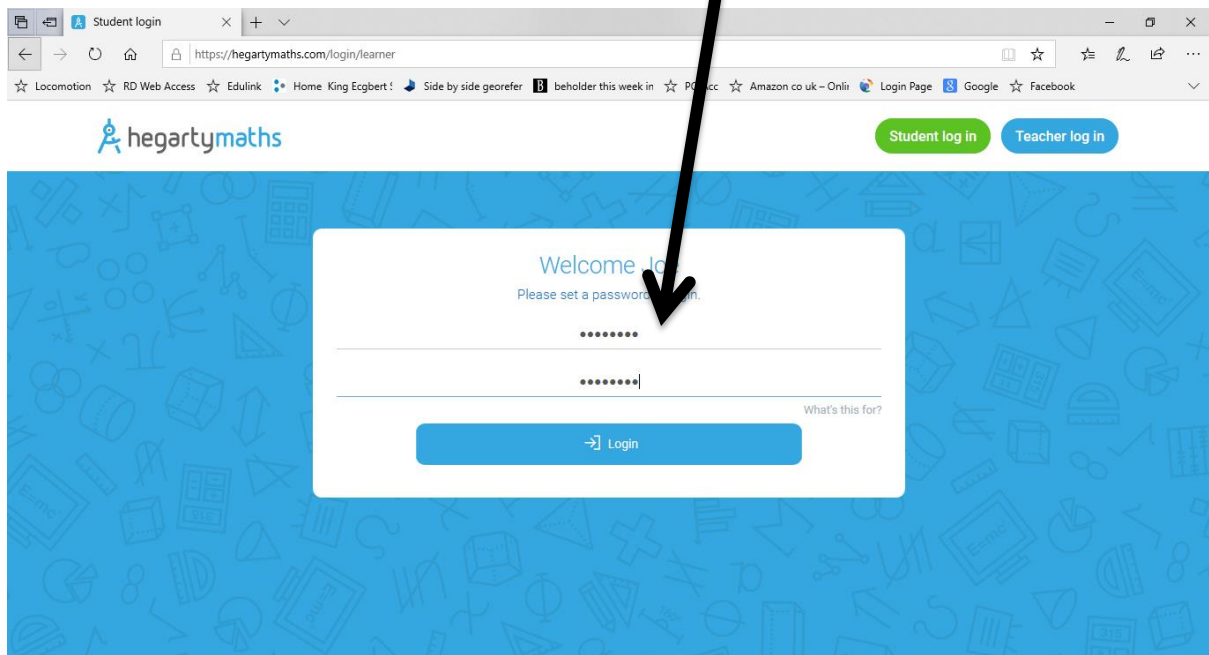 Student login
https://hegartymaths.com/login/learner
Locomotion RD Web Access Edulink Home King Ecgbert S Side by side georefer beholder this week in Amazon co uk – Onlin Login Page Google Facebook
hegartymaths
Student log in
Teacher log in
Welcome
Please set a password
••••••••
••••••••
What's this for?
Login